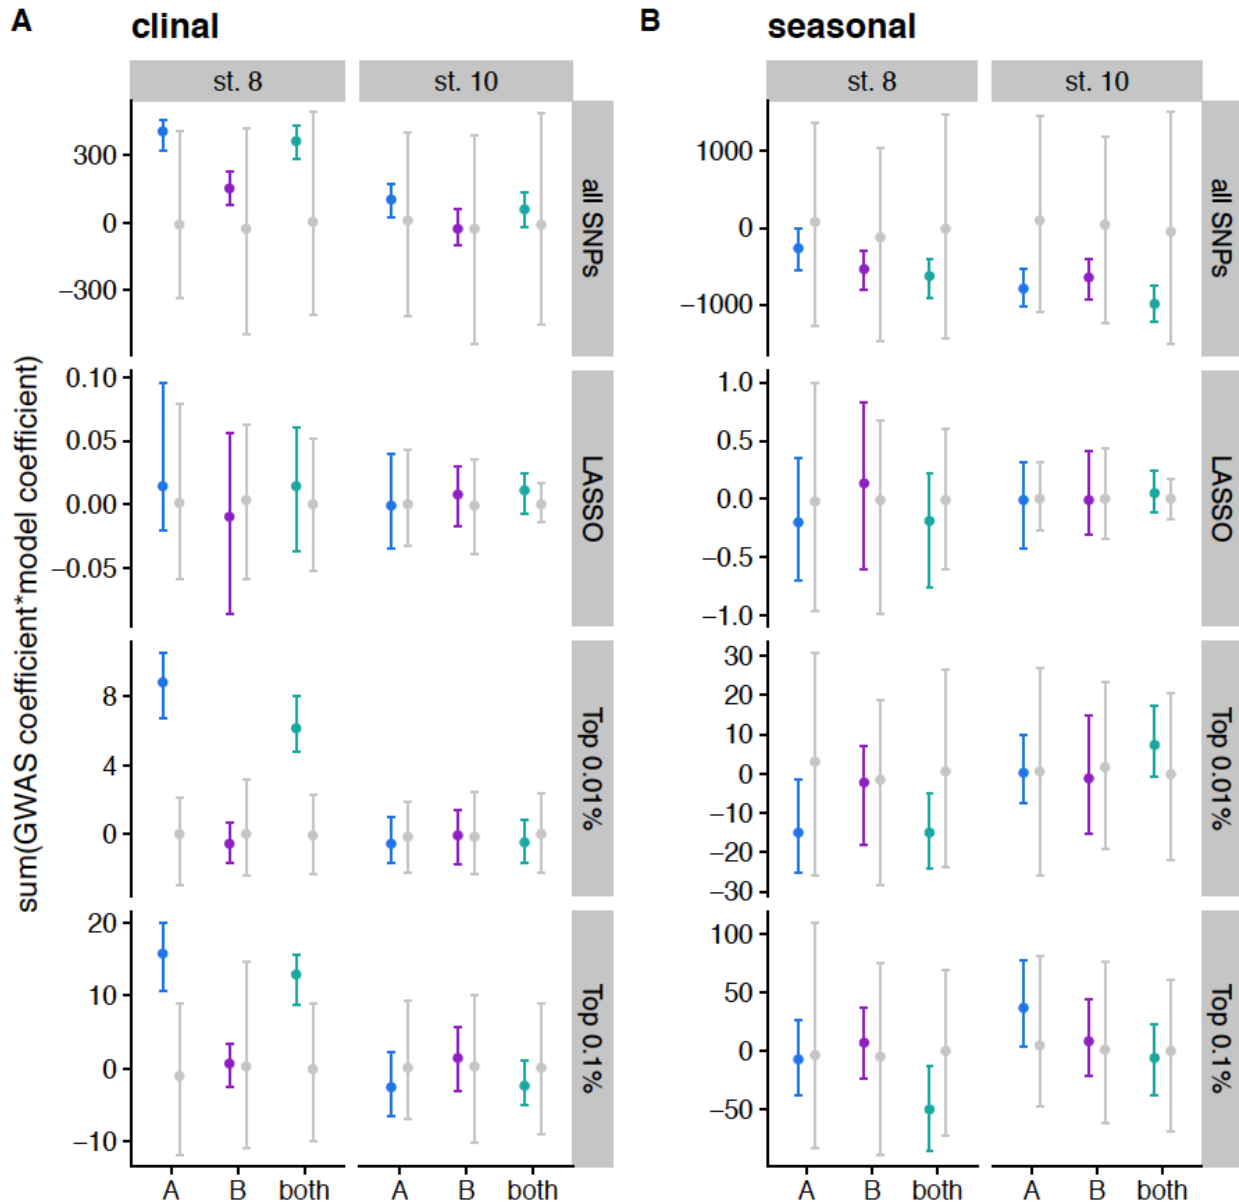 A clinal
B seasonal
st. 8
st. 10
st. 8
st. 10
sum(GWAS coefficient*model coefficient)
300
0
−300
all SNPs
1000
0
−1000
all SNPs
0.10
0.05
0.00
−0.05
LASSO
1.0
0.5
0.0
−0.5
−1.0
LASSO
8
4
0
Top 0.01%
30
20
10
0
−10
−20
−30
Top 0.01%
20
10
0
−10
Top 0.1%
100
50
0
−50
Top 0.1%
A B both A B both
A B both A B both